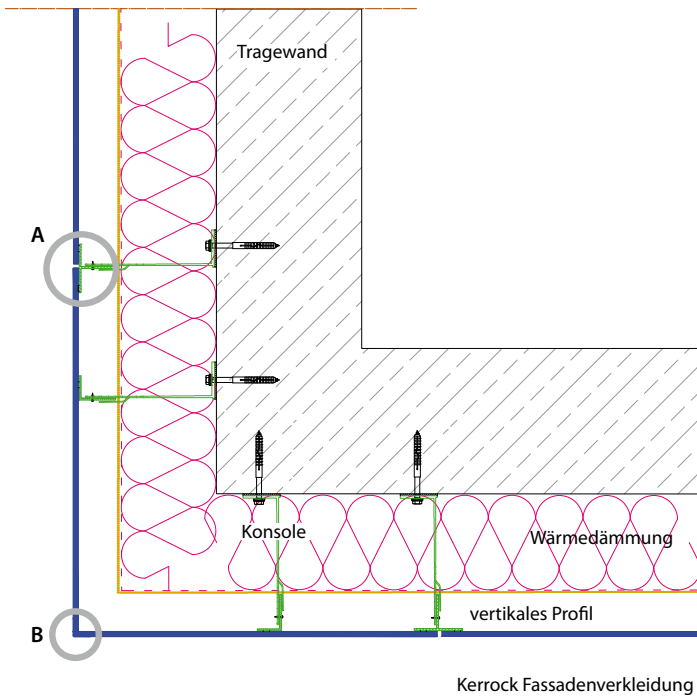 Tragewand
A
Konsole
Wärmedämmung
vertikales Profil
B
Kerrock Fassadenverkleidung